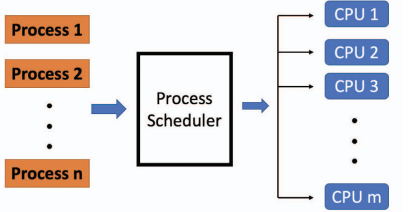 Process 1
Process 2
Process n
Process
Scheduler
CPU 1
CPU 2
CPU 3
CPU m